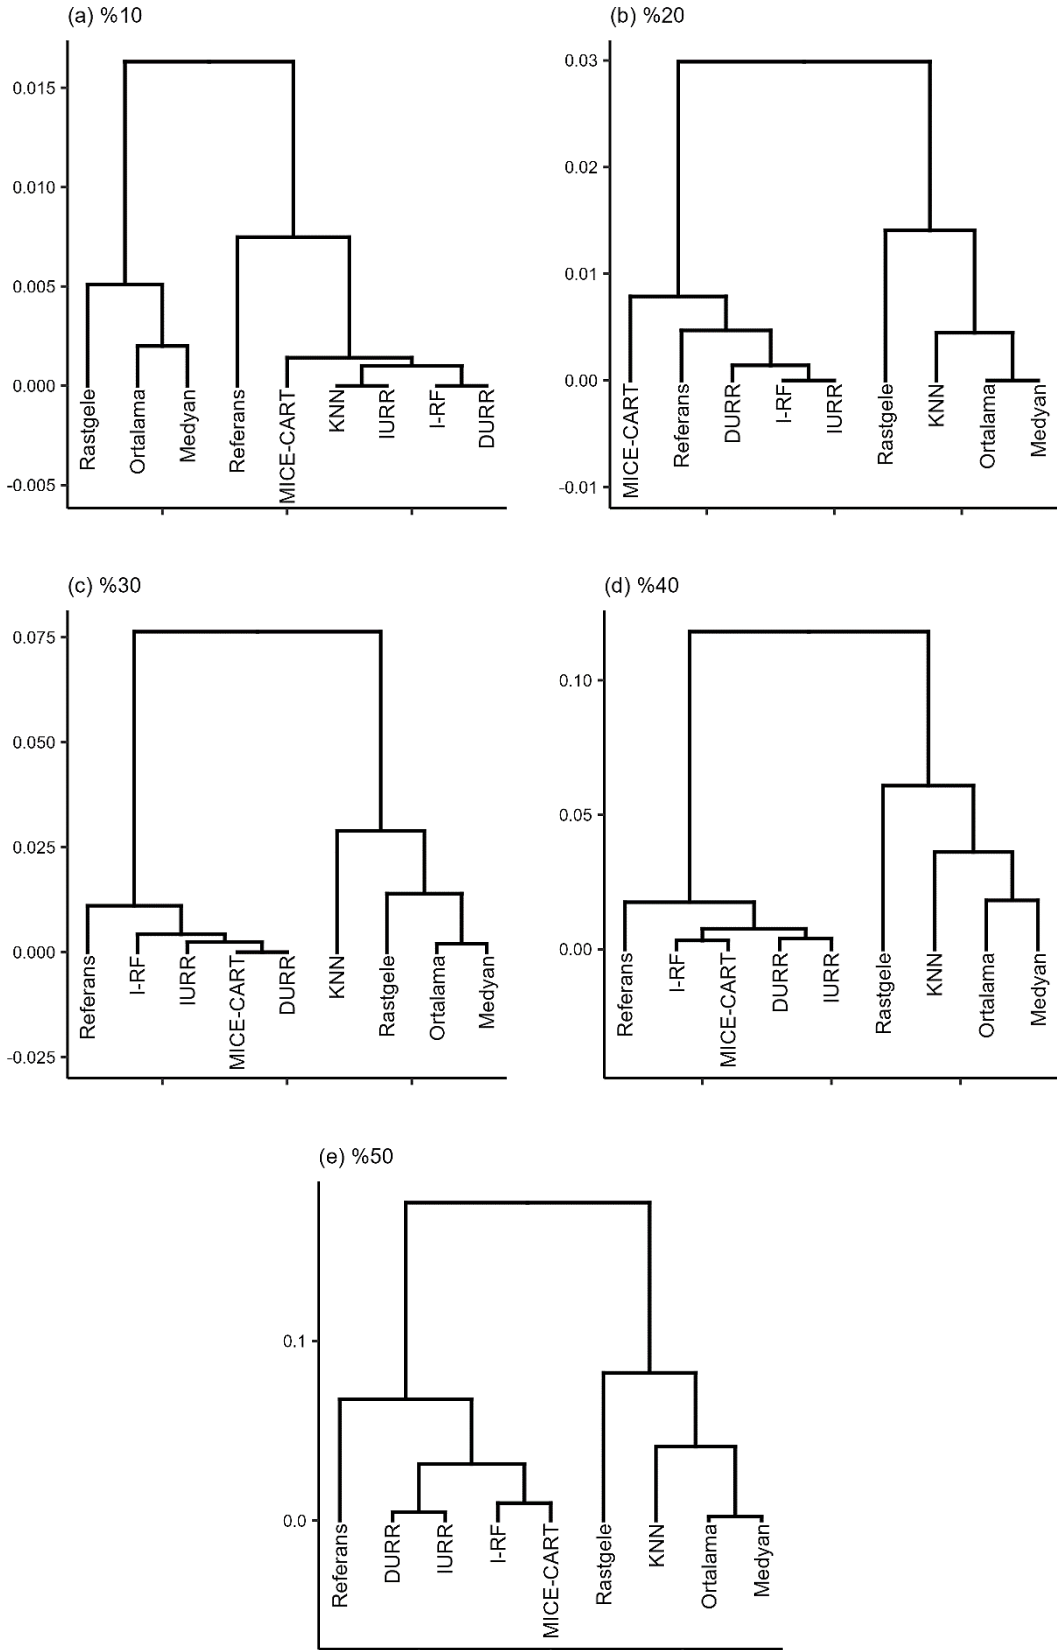 (a) %10
0.015
0.010
0.005
0.000
-0.005
Rastgele
Ortalama
Medyan
Referans
MICE-CART
KNN
IURR
I-RF
DURR
(b) %20
0.03
0.02
0.01
0.00
-0.01
MICE-CART
Referans
DURR
I-RF
IURR
Rastgele
KNN
Ortalama
Medyan
(c) %30
0.075
0.050
0.025
0.000
-0.025
Referans
I-RF
IURR
MICE-CART
DURR
KNN
Rastgele
Ortalama
Medyan
(d) %40
0.10
0.05
0.00
Referans
I-RF
MICE-CART
DURR
IURR
Rastgele
KNN
Ortalama
Medyan
(e) %50
0.1
0.0
Referans
DURR
IURR
I-RF
MICE-CART
Rastgele
KNN
Ortalama
Medyan